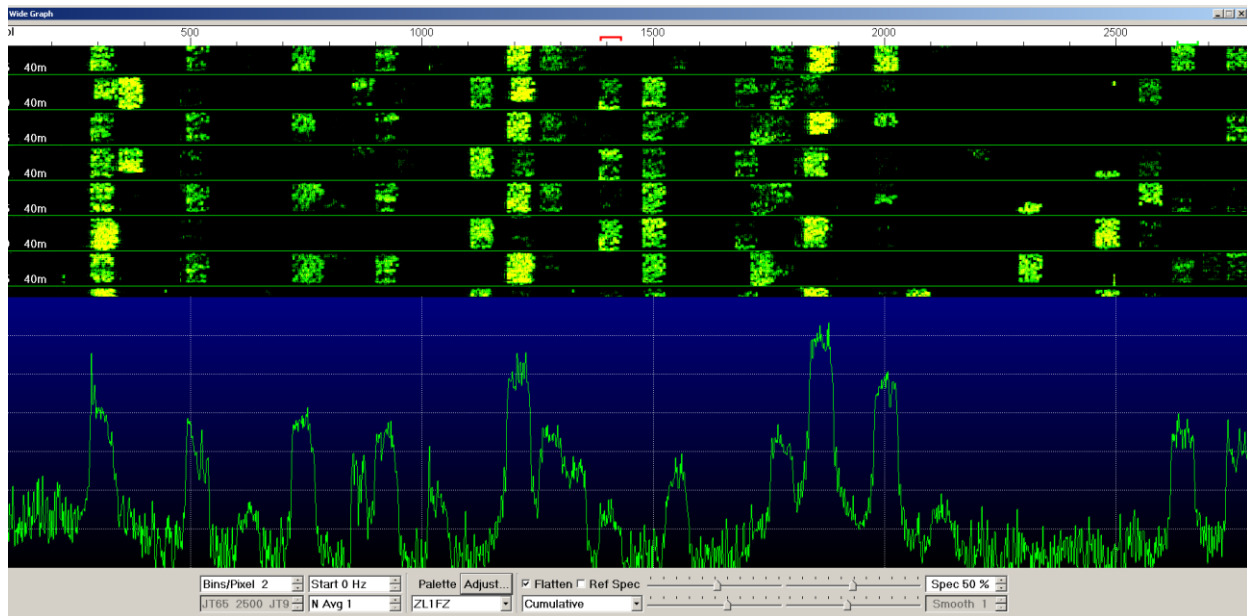 Wide Graph
500 1000 1500 2000 2500
40m
40m
40m
40m
40m
40m
40m
Bins/Pixel 2 Start 0 Hz Palette Adjust... Flatten Ref Spec Spec 50 %
JT65 2500 JT9 N Avg 1 ZL1FZ Cumulative Smooth 1